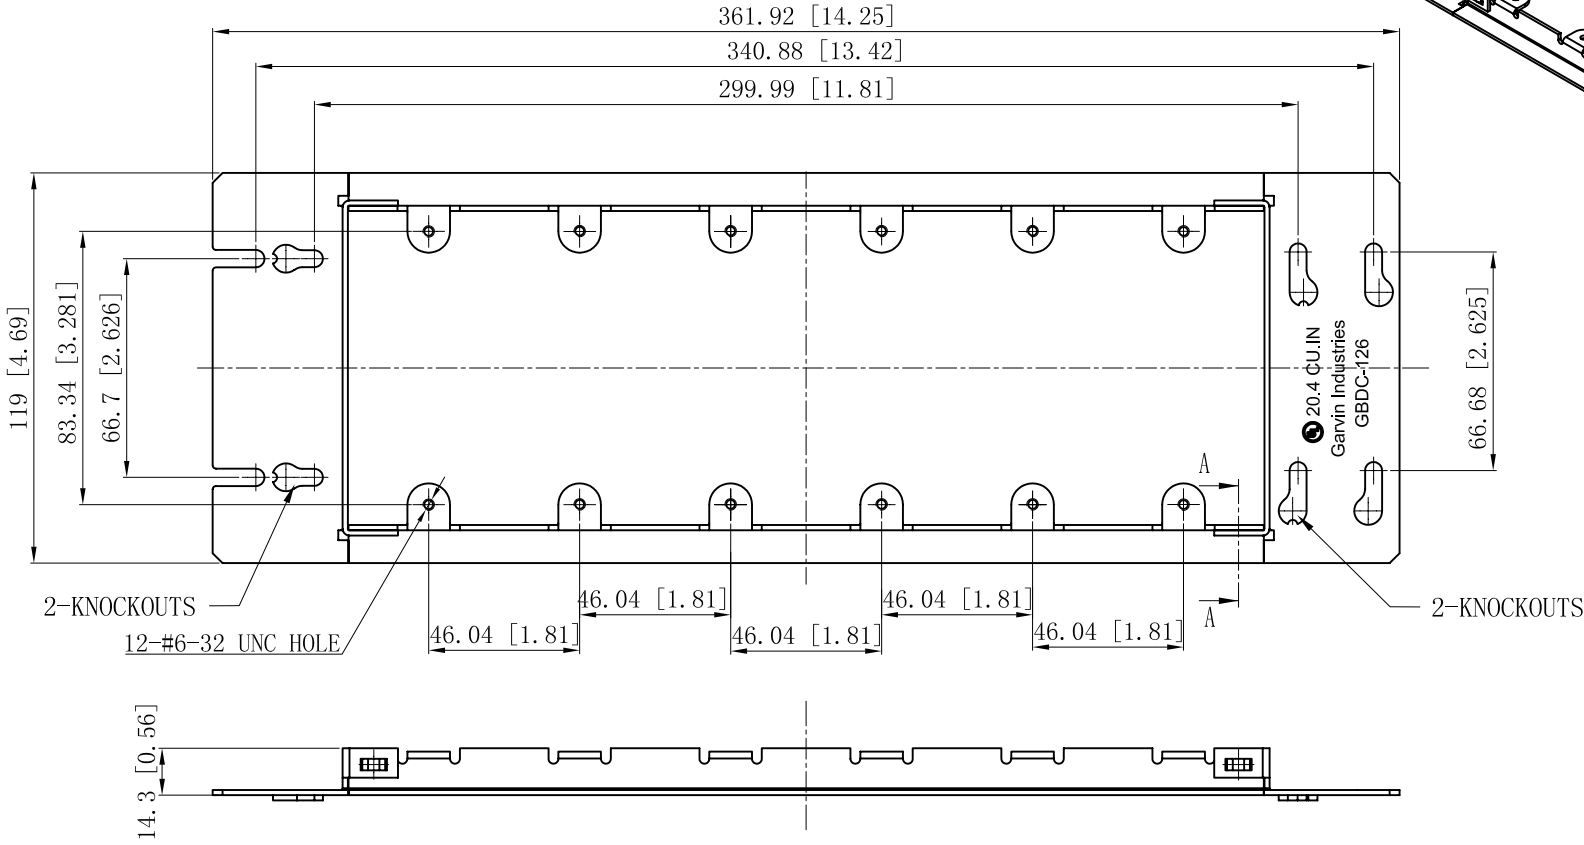 361.92 [14.25]
340.88 [13.42]
299.99 [11.81]
119 [4.69]
83.34 [3.281]
66.7 [2.626]
66.68 [2.625]
20.4 CU.IN
Garvin Industries
GBDC-126
A
A
2-KNOCKOUTS
2-KNOCKOUTS
12-#6-32 UNC HOLE
46.04 [1.81]
46.04 [1.81]
46.04 [1.81]
46.04 [1.81]
46.04 [1.81]
14.3 [0.56]